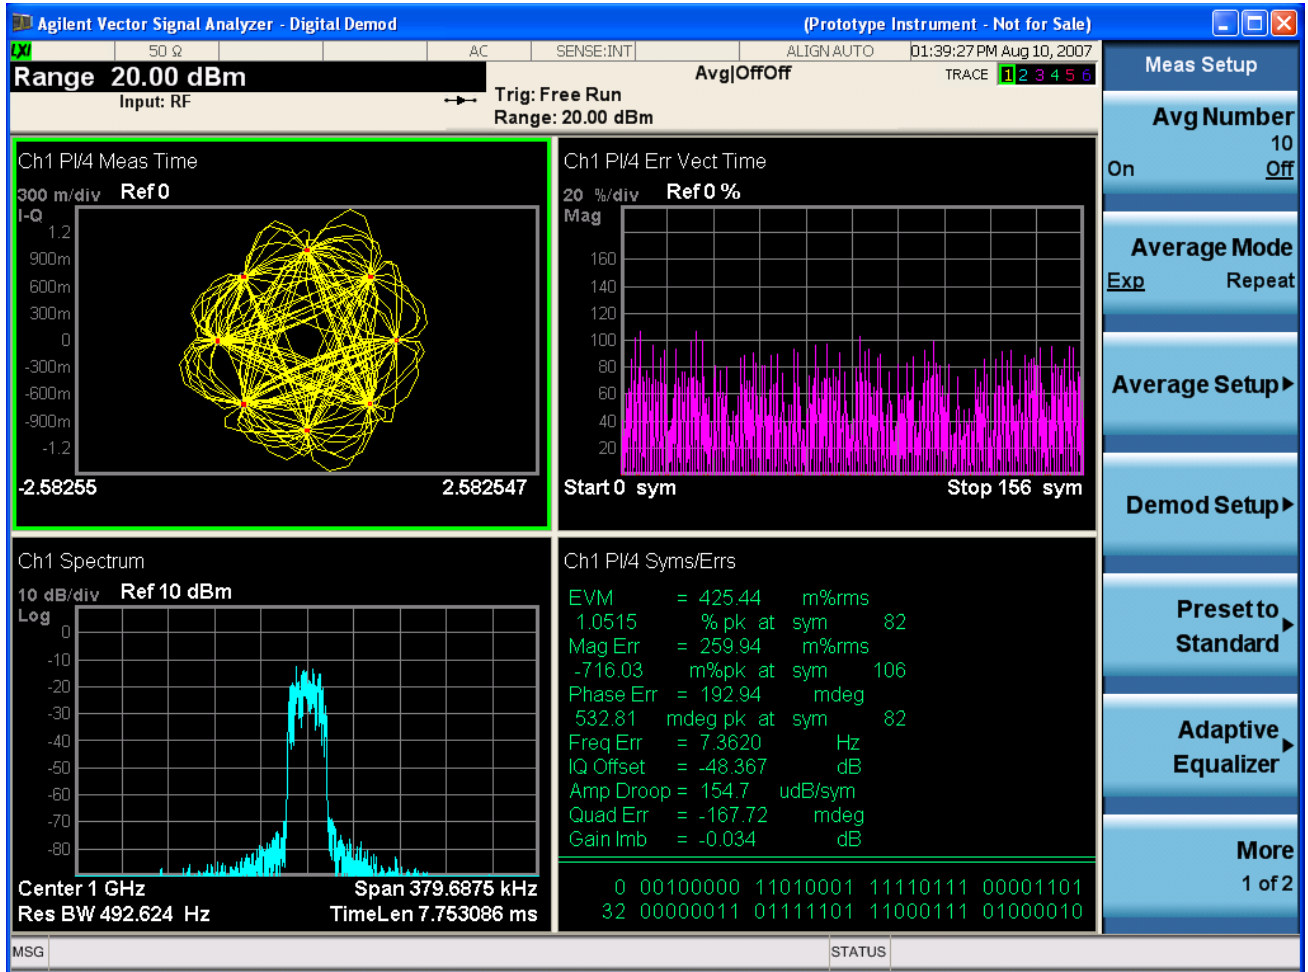 Agilent Vector Signal Analyzer - Digital Demod (Prototype Instrument - Not for Sale)
LXI 50 Ω AC SENSE:INT ALIGN AUTO 01:39:27 PM Aug 10, 2007
Range 20.00 dBm
Input: RF
Trig: Free Run
Range: 20.00 dBm
Avg|OffOff
TRACE 1 2 3 4 5 6
Ch1 PI/4 Meas Time
300 m/div Ref 0
I-Q
1.2
900m
600m
300m
0
-300m
-600m
-900m
-1.2
-2.58255 2.582547
Ch1 PI/4 Err Vect Time
20 %/div Ref 0 %
Mag
160
140
120
100
80
60
40
20
Start 0 sym Stop 156 sym
Ch1 Spectrum
10 dB/div Ref 10 dBm
Log
0
-10
-20
-30
-40
-50
-60
-70
-80
Center 1 GHz Span 379.6875 kHz
Res BW 492.624 Hz TimeLen 7.753086 ms
Ch1 PI/4 Syms/Errs
EVM = 425.44 m%rms
1.0515 % pk at sym 82
Mag Err = 259.94 m%rms
-716.03 m%pk at sym 106
Phase Err = 192.94 mdeg
532.81 mdeg pk at sym 82
Freq Err = 7.3620 Hz
IQ Offset = -48.367 dB
Amp Droop = 154.7 udB/sym
Quad Err = -167.72 mdeg
Gain Imb = -0.034 dB
0 00100000 11010001 11110111 00001101
32 00000011 01111101 11000111 01000010
Meas Setup
Avg Number
10
On Off
Average Mode
Exp Repeat
Average Setup
Demod Setup
Preset to
Standard
Adaptive
Equalizer
More
1 of 2
MSG STATUS